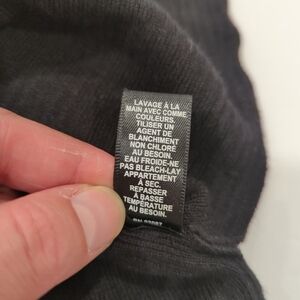 LAVAGE À LA
MAIN AVEC COMME
COULEURS.
TILISER UN
AGENT DE
BLANCHIMENT
NON CHLORÉ
AU BESOIN.
EAU FROIDE-NE
PAS BLEACH-LAY
APPARTEMENT
À SEC.
REPASSER
À BASSE
TEMPÉRATURE
AU BESOIN.